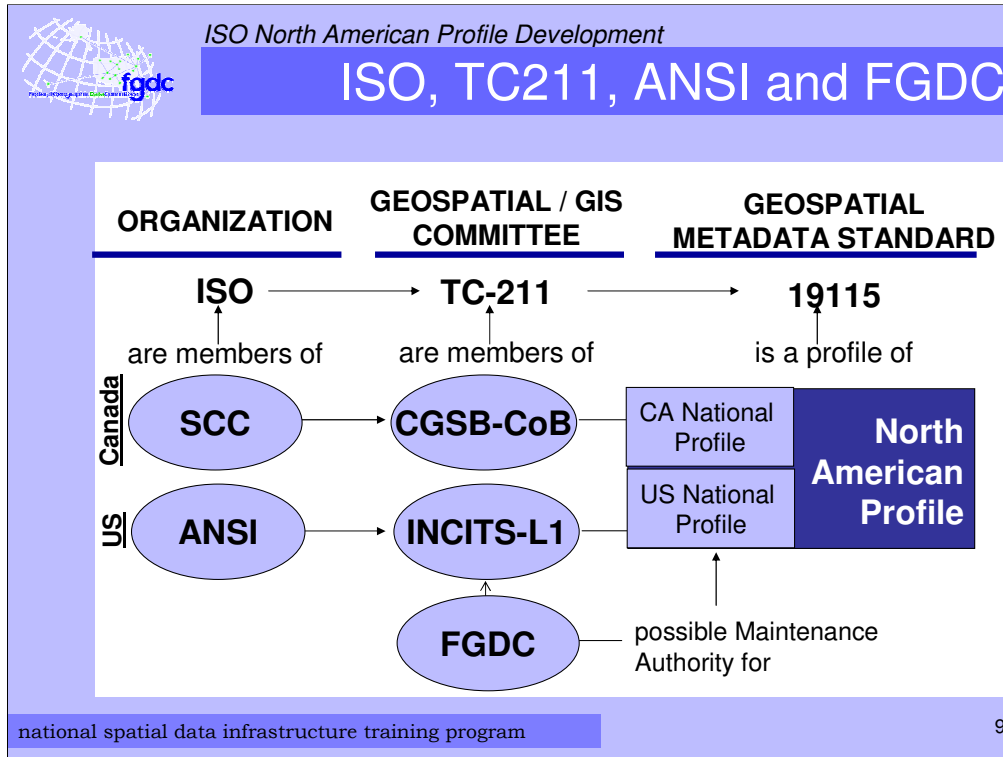 ISO North American Profile Development
fgdc
ISO, TC211, ANSI and FGDC
ORGANIZATION
GEOSPATIAL / GIS
COMMITTEE
GEOSPATIAL
METADATA STANDARD
ISO
TC-211
19115
are members of
are members of
is a profile of
Canada
SCC
CGSB-CoB
CA National
Profile
North
American
Profile
US
ANSI
INCITS-L1
US National
Profile
FGDC
possible Maintenance
Authority for
national spatial data infrastructure training program
9